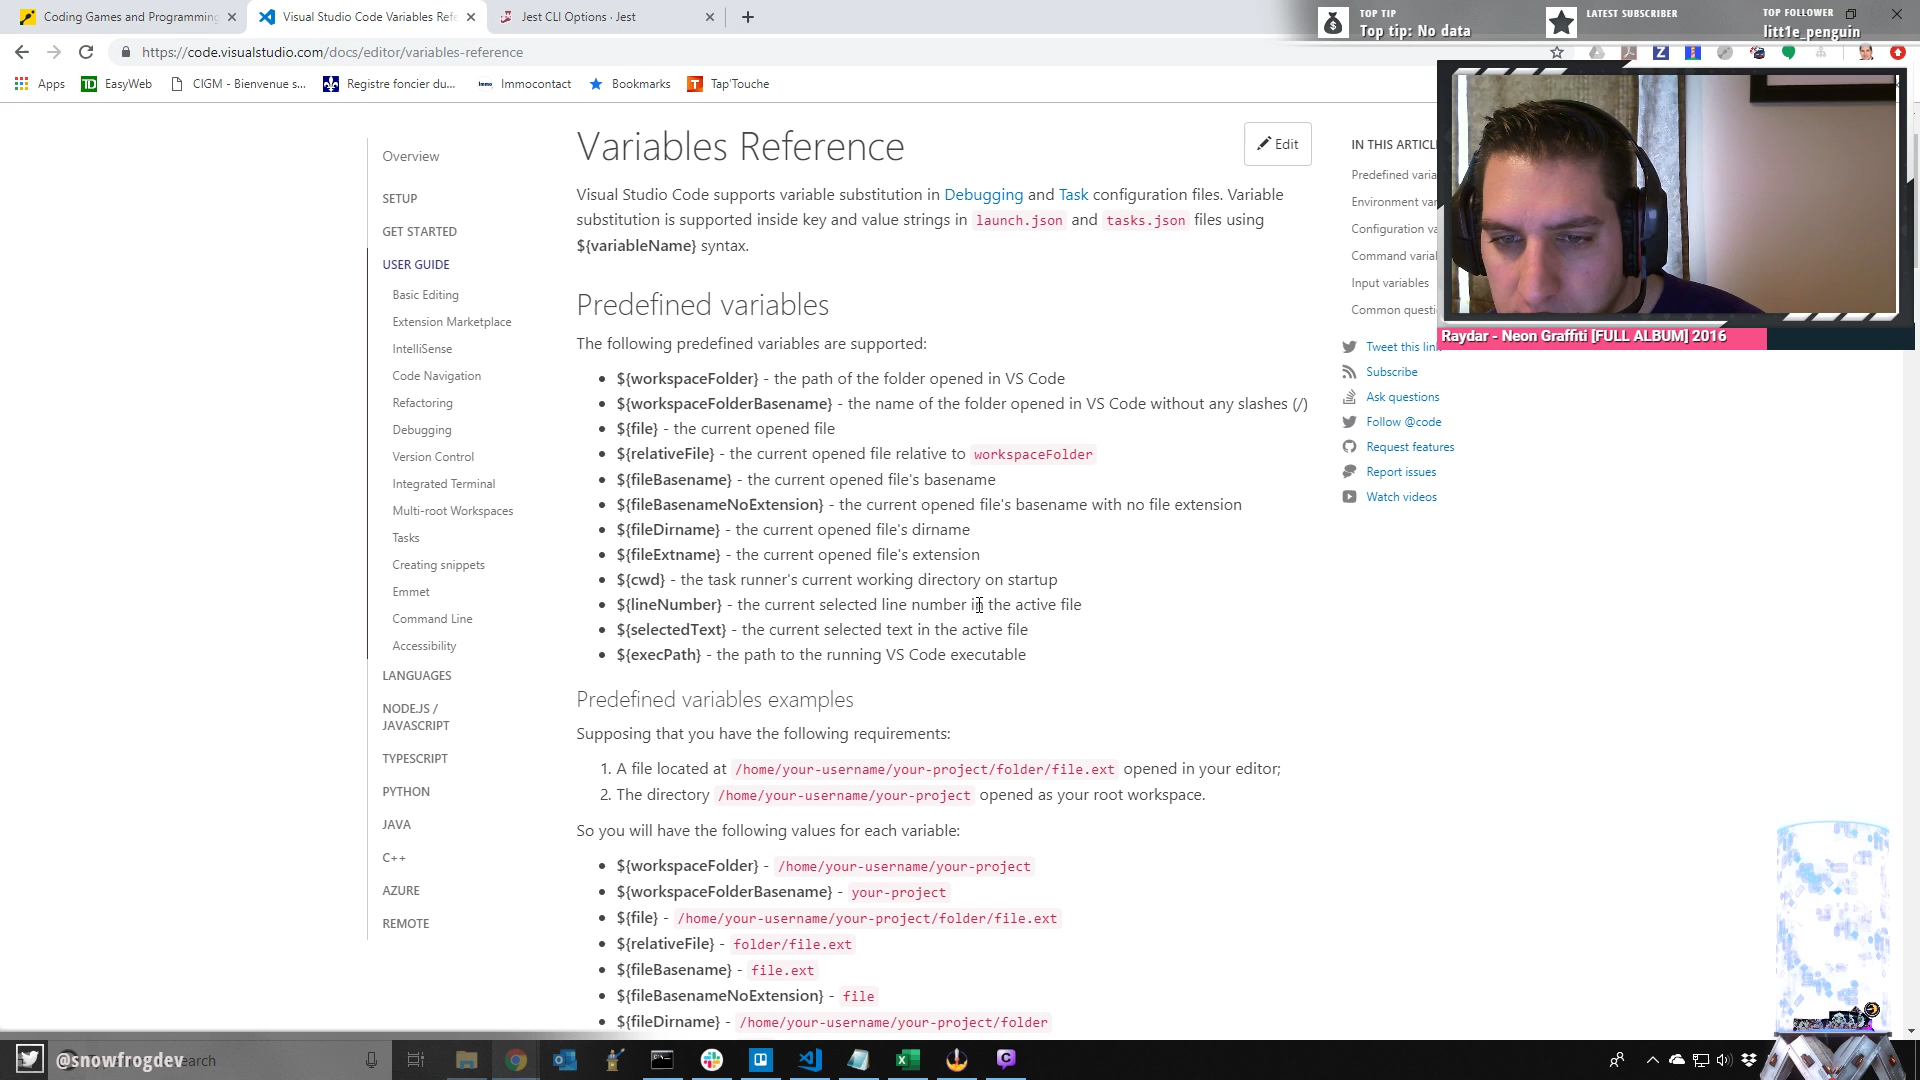 Coding Games and Programming
Visual Studio Code Variables Refe
Jest CLI Options · Jest
TOP TIP
Top tip: No data
LATEST SUBSCRIBER
TOP FOLLOWER
litt1e_penguin
https://code.visualstudio.com/docs/editor/variables-reference
Apps
EasyWeb
CIGM - Bienvenue s...
Registre foncier du...
Immocontact
Bookmarks
Tap'Touche
Overview
SETUP
GET STARTED
USER GUIDE
Basic Editing
Extension Marketplace
IntelliSense
Code Navigation
Refactoring
Debugging
Version Control
Integrated Terminal
Multi-root Workspaces
Tasks
Creating snippets
Emmet
Command Line
Accessibility
LANGUAGES
NODE.JS /
JAVASCRIPT
TYPESCRIPT
PYTHON
JAVA
C++
AZURE
REMOTE
Variables Reference
Edit
Visual Studio Code supports variable substitution in Debugging and Task configuration files. Variable
substitution is supported inside key and value strings in launch.json and tasks.json files using
${variableName} syntax.
Predefined variables
The following predefined variables are supported:
• ${workspaceFolder} - the path of the folder opened in VS Code
• ${workspaceFolderBasename} - the name of the folder opened in VS Code without any slashes (/)
• ${file} - the current opened file
• ${relativeFile} - the current opened file relative to workspaceFolder
• ${fileBasename} - the current opened file's basename
• ${fileBasenameNoExtension} - the current opened file's basename with no file extension
• ${fileDirname} - the current opened file's dirname
• ${fileExtname} - the current opened file's extension
• ${cwd} - the task runner's current working directory on startup
• ${lineNumber} - the current selected line number in the active file
• ${selectedText} - the current selected text in the active file
• ${execPath} - the path to the running VS Code executable
Predefined variables examples
Supposing that you have the following requirements:
1. A file located at /home/your-username/your-project/folder/file.ext opened in your editor;
2. The directory /home/your-username/your-project opened as your root workspace.
So you will have the following values for each variable:
• ${workspaceFolder} - /home/your-username/your-project
• ${workspaceFolderBasename} - your-project
• ${file} - /home/your-username/your-project/folder/file.ext
• ${relativeFile} - folder/file.ext
• ${fileBasename} - file.ext
• ${fileBasenameNoExtension} - file
• ${fileDirname} - /home/your-username/your-project/folder
IN THIS ARTICL
Predefined varia
Environment var
Configuration va
Command varial
Input variables
Common questi
Tweet this link
Subscribe
Ask questions
Follow @code
Request features
Report issues
Watch videos
Raydar - Neon Graffiti [FULL ALBUM] 2016
@snowfrogdev
earch